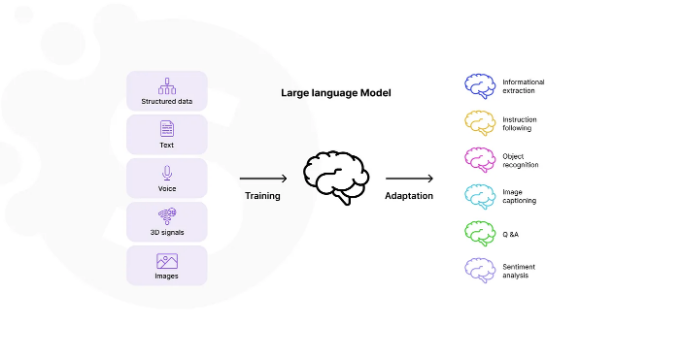 Large language Model
Structured data
Text
Voice
3D signals
Images
Training
Adaptation
Informational
extraction
Instruction
following
Object
recognition
Image
captioning
Q &A
Sentiment
analysis